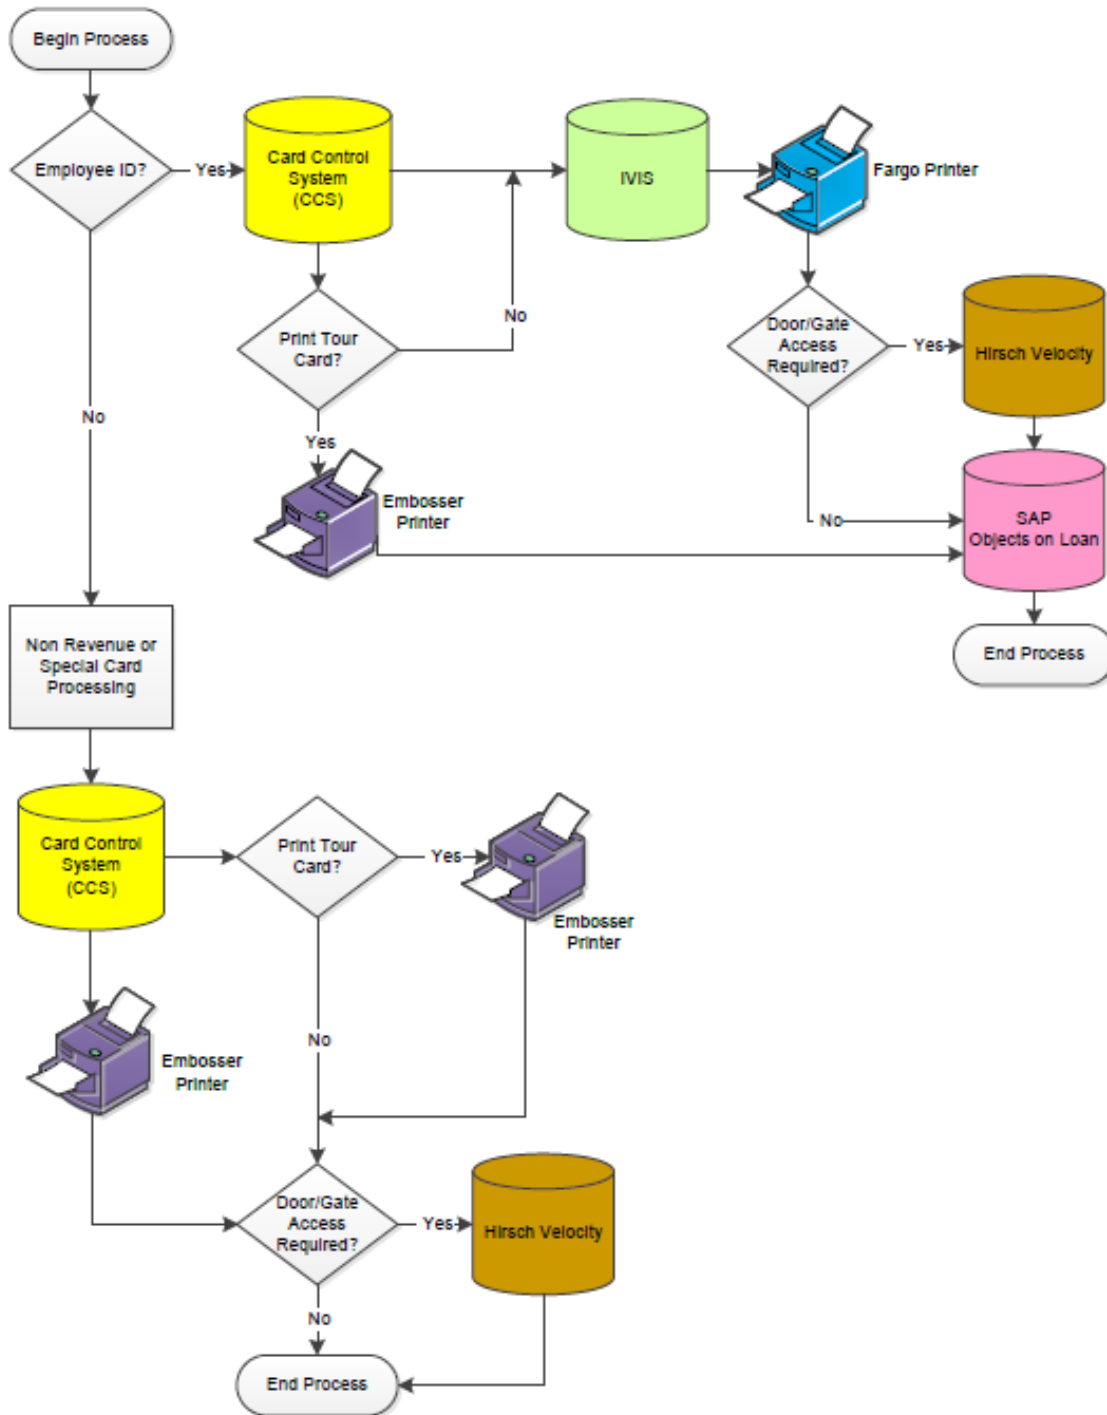 Begin Process
Employee ID?
Yes
Card Control
System
(CCS)
IVIS
Fargo Printer
Print Tour
Card?
No
Door/Gate
Access
Required?
Yes
Hirsch Velocity
No
Yes
Embosser
Printer
No
SAP
Objects on Loan
End Process
Non Revenue or
Special Card
Processing
Card Control
System
(CCS)
Print Tour
Card?
Yes
Embosser
Printer
No
Embosser
Printer
Door/Gate
Access
Required?
Yes
Hirsch Velocity
No
End Process